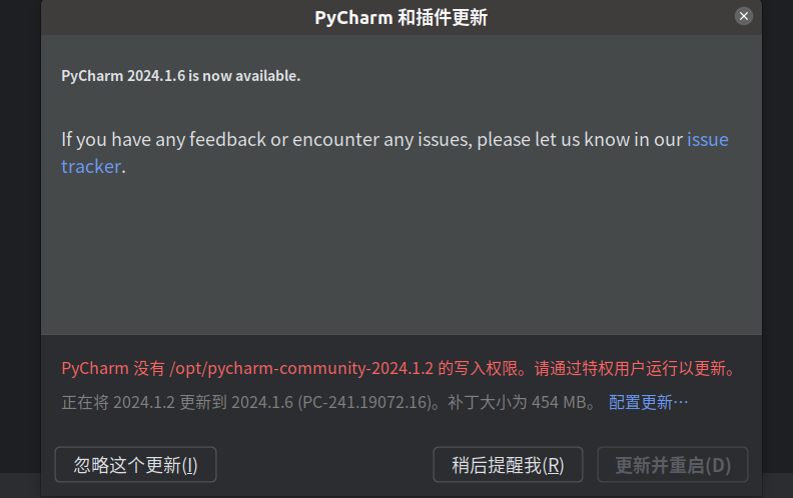 PyCharm 和插件更新
PyCharm 2024.1.6 is now available.
If you have any feedback or encounter any issues, please let us know in our issue
tracker.
PyCharm 没有 /opt/pycharm-community-2024.1.2 的写入权限。请通过特权用户运行以更新。
正在将 2024.1.2 更新到 2024.1.6 (PC-241.19072.16)。补丁大小为 454 MB。 配置更新…
忽略这个更新(I) 稍后提醒我(R) 更新并重启(D)